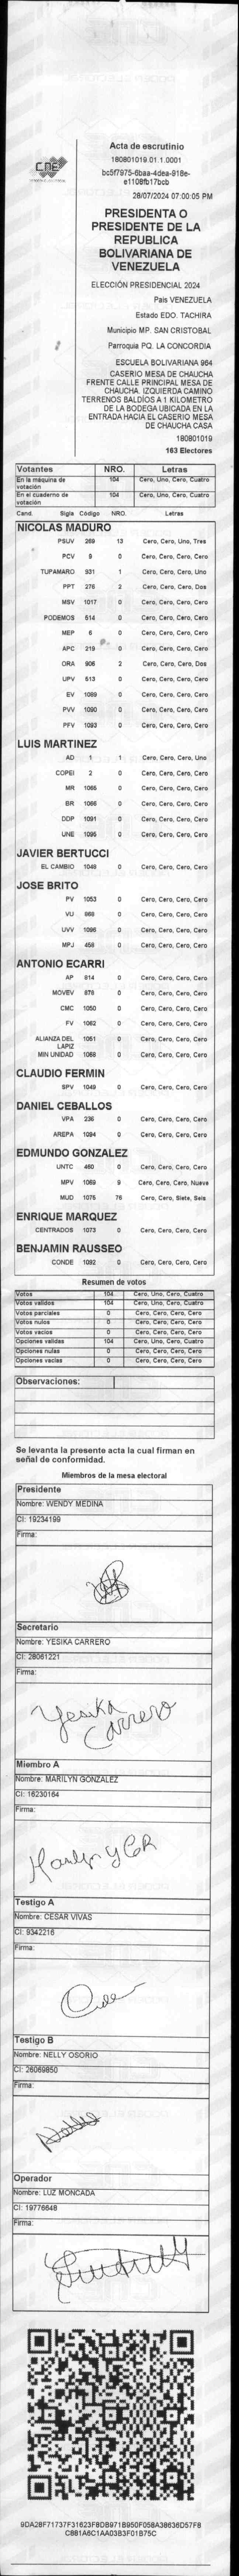 CNE
Acta de escrutinio
180801019.01.1.0001
bc5f7975-6baa-4dea-918e-
e1108fb17bcb
28/07/2024 07:00:05 PM
PRESIDENTA O
PRESIDENTE DE LA
REPUBLICA
BOLIVARIANA DE
VENEZUELA
ELECCIÓN PRESIDENCIAL 2024
Pais VENEZUELA
Estado EDO. TACHIRA
Municipio MP. SAN CRISTOBAL
Parroquia PQ. LA CONCORDIA
ESCUELA BOLIVARIANA 964
CASERIO MESA DE CHAUCHA
FRENTE CALLE PRINCIPAL MESA DE
CHAUCHA. IZQUIERDA CAMINO
TERRENOS BALDÍOS A 1 KILOMETRO
DE LA BODEGA UBICADA EN LA
ENTRADA HACIA EL CASERIO MESA
DE CHAUCHA CASA
180801019
163 Electores
Votantes NRO. Letras
En la máquina de votación 104 Cero, Uno, Cero, Cuatro
En el cuaderno de votación 104 Cero, Uno, Cero, Cuatro
Cand. Sigla Código NRO. Letras
NICOLAS MADURO
PSUV 269 13 Cero, Cero, Uno, Tres
PCV 9 0 Cero, Cero, Cero, Cero
TUPAMARO 931 1 Cero, Cero, Cero, Uno
PPT 276 2 Cero, Cero, Cero, Dos
MSV 1017 0 Cero, Cero, Cero, Cero
PODEMOS 514 0 Cero, Cero, Cero, Cero
MEP 6 0 Cero, Cero, Cero, Cero
APC 219 0 Cero, Cero, Cero, Cero
ORA 906 2 Cero, Cero, Cero, Dos
UPV 513 0 Cero, Cero, Cero, Cero
EV 1089 0 Cero, Cero, Cero, Cero
PVV 1090 0 Cero, Cero, Cero, Cero
PFV 1093 0 Cero, Cero, Cero, Cero
LUIS MARTINEZ
AD 1 1 Cero, Cero, Cero, Uno
COPEI 2 0 Cero, Cero, Cero, Cero
MR 1065 0 Cero, Cero, Cero, Cero
BR 1066 0 Cero, Cero, Cero, Cero
DDP 1091 0 Cero, Cero, Cero, Cero
UNE 1095 0 Cero, Cero, Cero, Cero
JAVIER BERTUCCI
EL CAMBIO 1048 0 Cero, Cero, Cero, Cero
JOSE BRITO
PV 1053 0 Cero, Cero, Cero, Cero
VU 868 0 Cero, Cero, Cero, Cero
UVV 1096 0 Cero, Cero, Cero, Cero
MPJ 458 0 Cero, Cero, Cero, Cero
ANTONIO ECARRI
AP 814 0 Cero, Cero, Cero, Cero
MOVEV 878 0 Cero, Cero, Cero, Cero
CMC 1050 0 Cero, Cero, Cero, Cero
FV 1062 0 Cero, Cero, Cero, Cero
ALIANZA DEL LAPIZ 1051 0 Cero, Cero, Cero, Cero
MIN UNIDAD 1068 0 Cero, Cero, Cero, Cero
CLAUDIO FERMIN
SPV 1049 0 Cero, Cero, Cero, Cero
DANIEL CEBALLOS
VPA 236 0 Cero, Cero, Cero, Cero
AREPA 1094 0 Cero, Cero, Cero, Cero
EDMUNDO GONZALEZ
UNTC 460 0 Cero, Cero, Cero, Cero
MPV 1069 9 Cero, Cero, Cero, Nueve
MUD 1075 76 Cero, Cero, Siete, Seis
ENRIQUE MARQUEZ
CENTRADOS 1073 0 Cero, Cero, Cero, Cero
BENJAMIN RAUSSEO
CONDE 1092 0 Cero, Cero, Cero, Cero
Resumen de votos
Votos 104 Cero, Uno, Cero, Cuatro
Votos validos 104 Cero, Uno, Cero, Cuatro
Votos parciales 0 Cero, Cero, Cero, Cero
Votos nulos 0 Cero, Cero, Cero, Cero
Votos vacios 0 Cero, Cero, Cero, Cero
Opciones validas 104 Cero, Uno, Cero, Cuatro
Opciones nulas 0 Cero, Cero, Cero, Cero
Opciones vacias 0 Cero, Cero, Cero, Cero
Observaciones:
Se levanta la presente acta la cual firman en
señal de conformidad.
Miembros de la mesa electoral
Presidente
Nombre: WENDY MEDINA
CI: 19234199
Firma:
Secretario
Nombre: YESIKA CARRERO
CI: 28061221
Firma:
Yesika
Carrero
Miembro A
Nombre: MARILYN GONZALEZ
CI: 16230164
Firma:
Testigo A
Nombre: CESAR VIVAS
CI: 9342216
Firma:
Testigo B
Nombre: NELLY OSORIO
CI: 26069850
Firma:
Operador
Nombre: LUZ MONCADA
CI: 19776648
Firma:
9DA28F71737F31623F8DB971B950F058A38636D57F8
C881A6C1AA03B3F01B75C